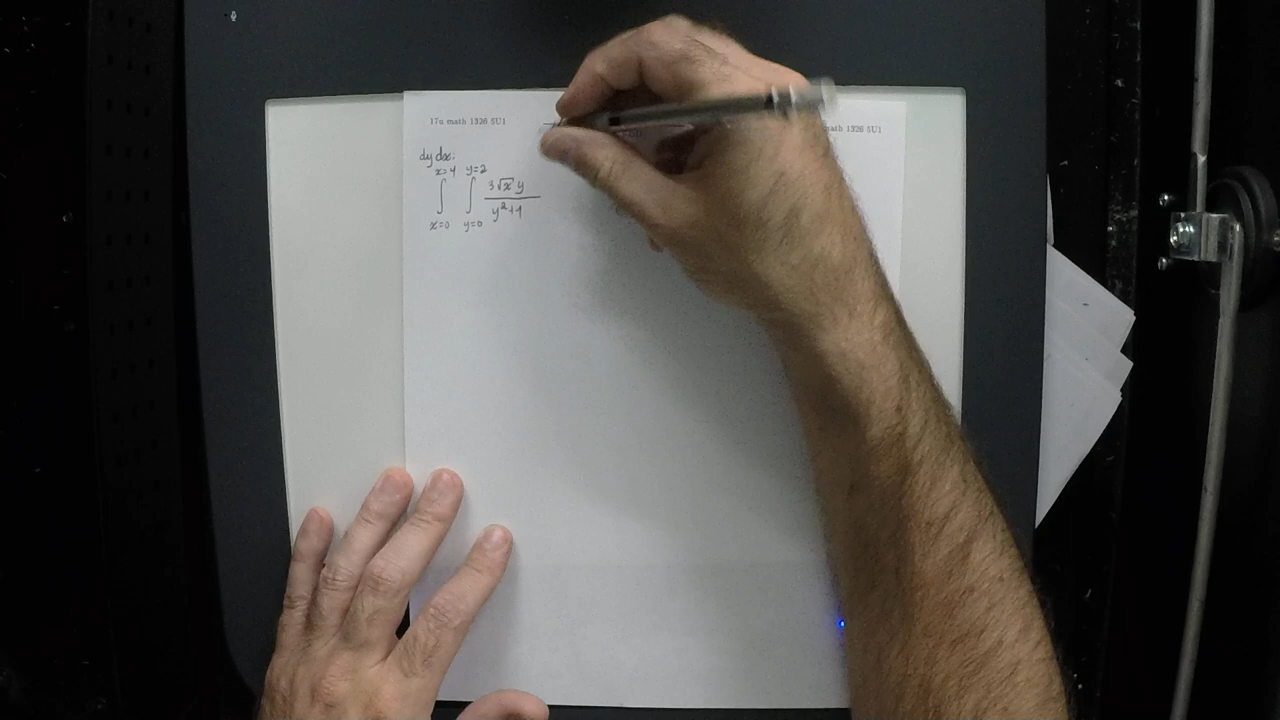 17u math 1326 5U1
math 1326 5U1
dy dx:
x=4 y=2
∫ ∫ 3√x y / y²+1
x=0 y=0